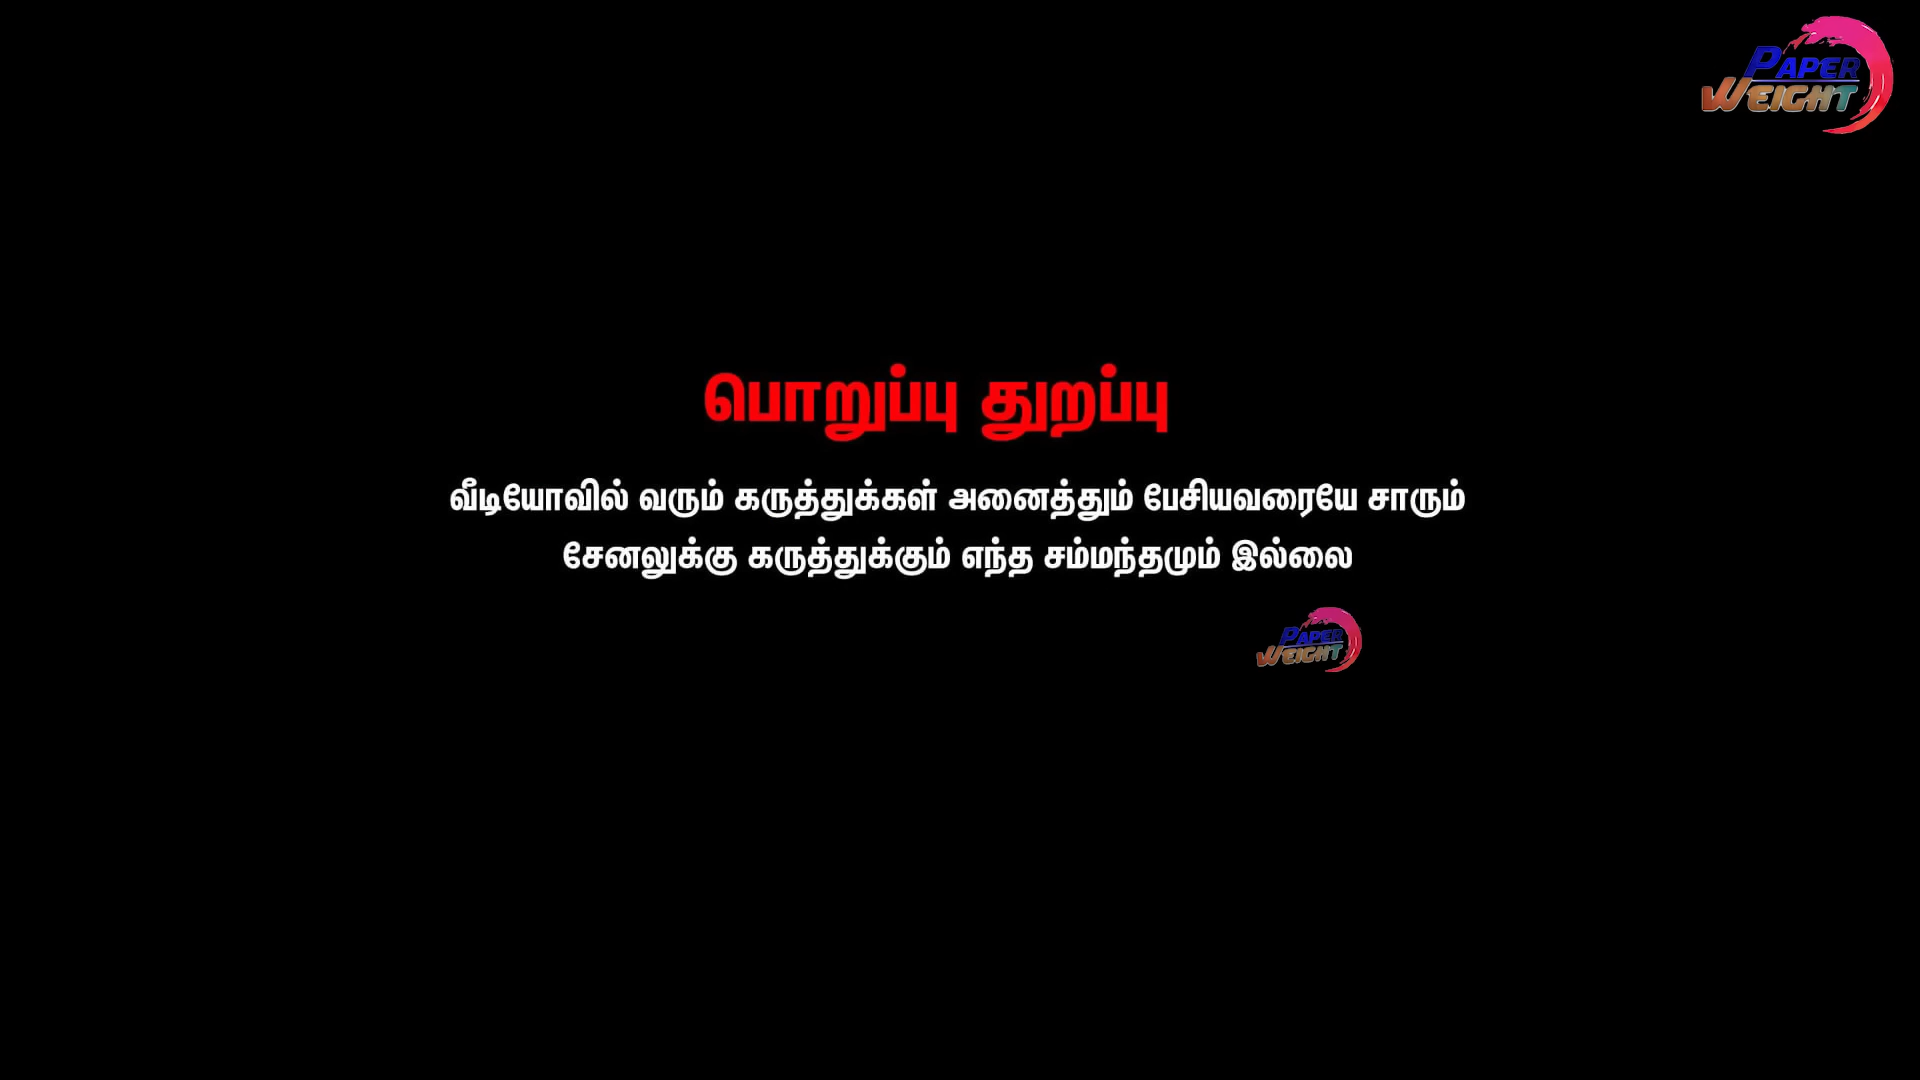 PAPER
WEIGHT
பொறுப்பு துறப்பு
வீடியோவில் வரும் கருத்துக்கள் அனைத்தும் பேசியவரையே சாரும்
சேனலுக்கு கருத்துக்கும் எந்த சம்மந்தமும் இல்லை
PAPER
WEIGHT